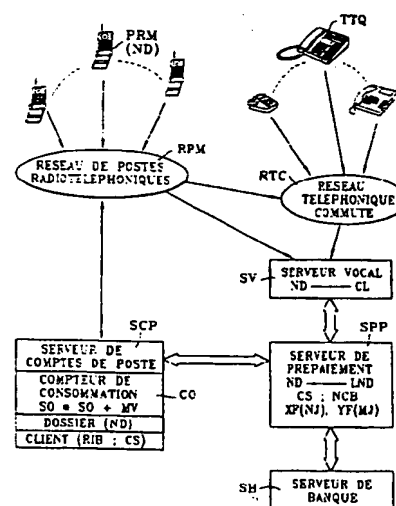 PRM
(ND)
TTQ
RPM
RESEAU DE POSTES
RADIOTELEPHONIQUES
RTC
RESEAU
TELEPHONIQUE
COMMUTE
SV
SERVEUR VOCAL
ND CL
SCP
SPP
SERVEUR DE
COMPTES DE POSTE
COMPTEUR DE
CONSOMMATION
SO = SO + MV
CO
DOSSIER (ND)
CLIENT (RIB ; CS)
SERVEUR DE
PREPAIEMENT
ND LND
CS ; NCB
XF(NJ), YF(MJ)
SH
SERVEUR DE
BANQUE